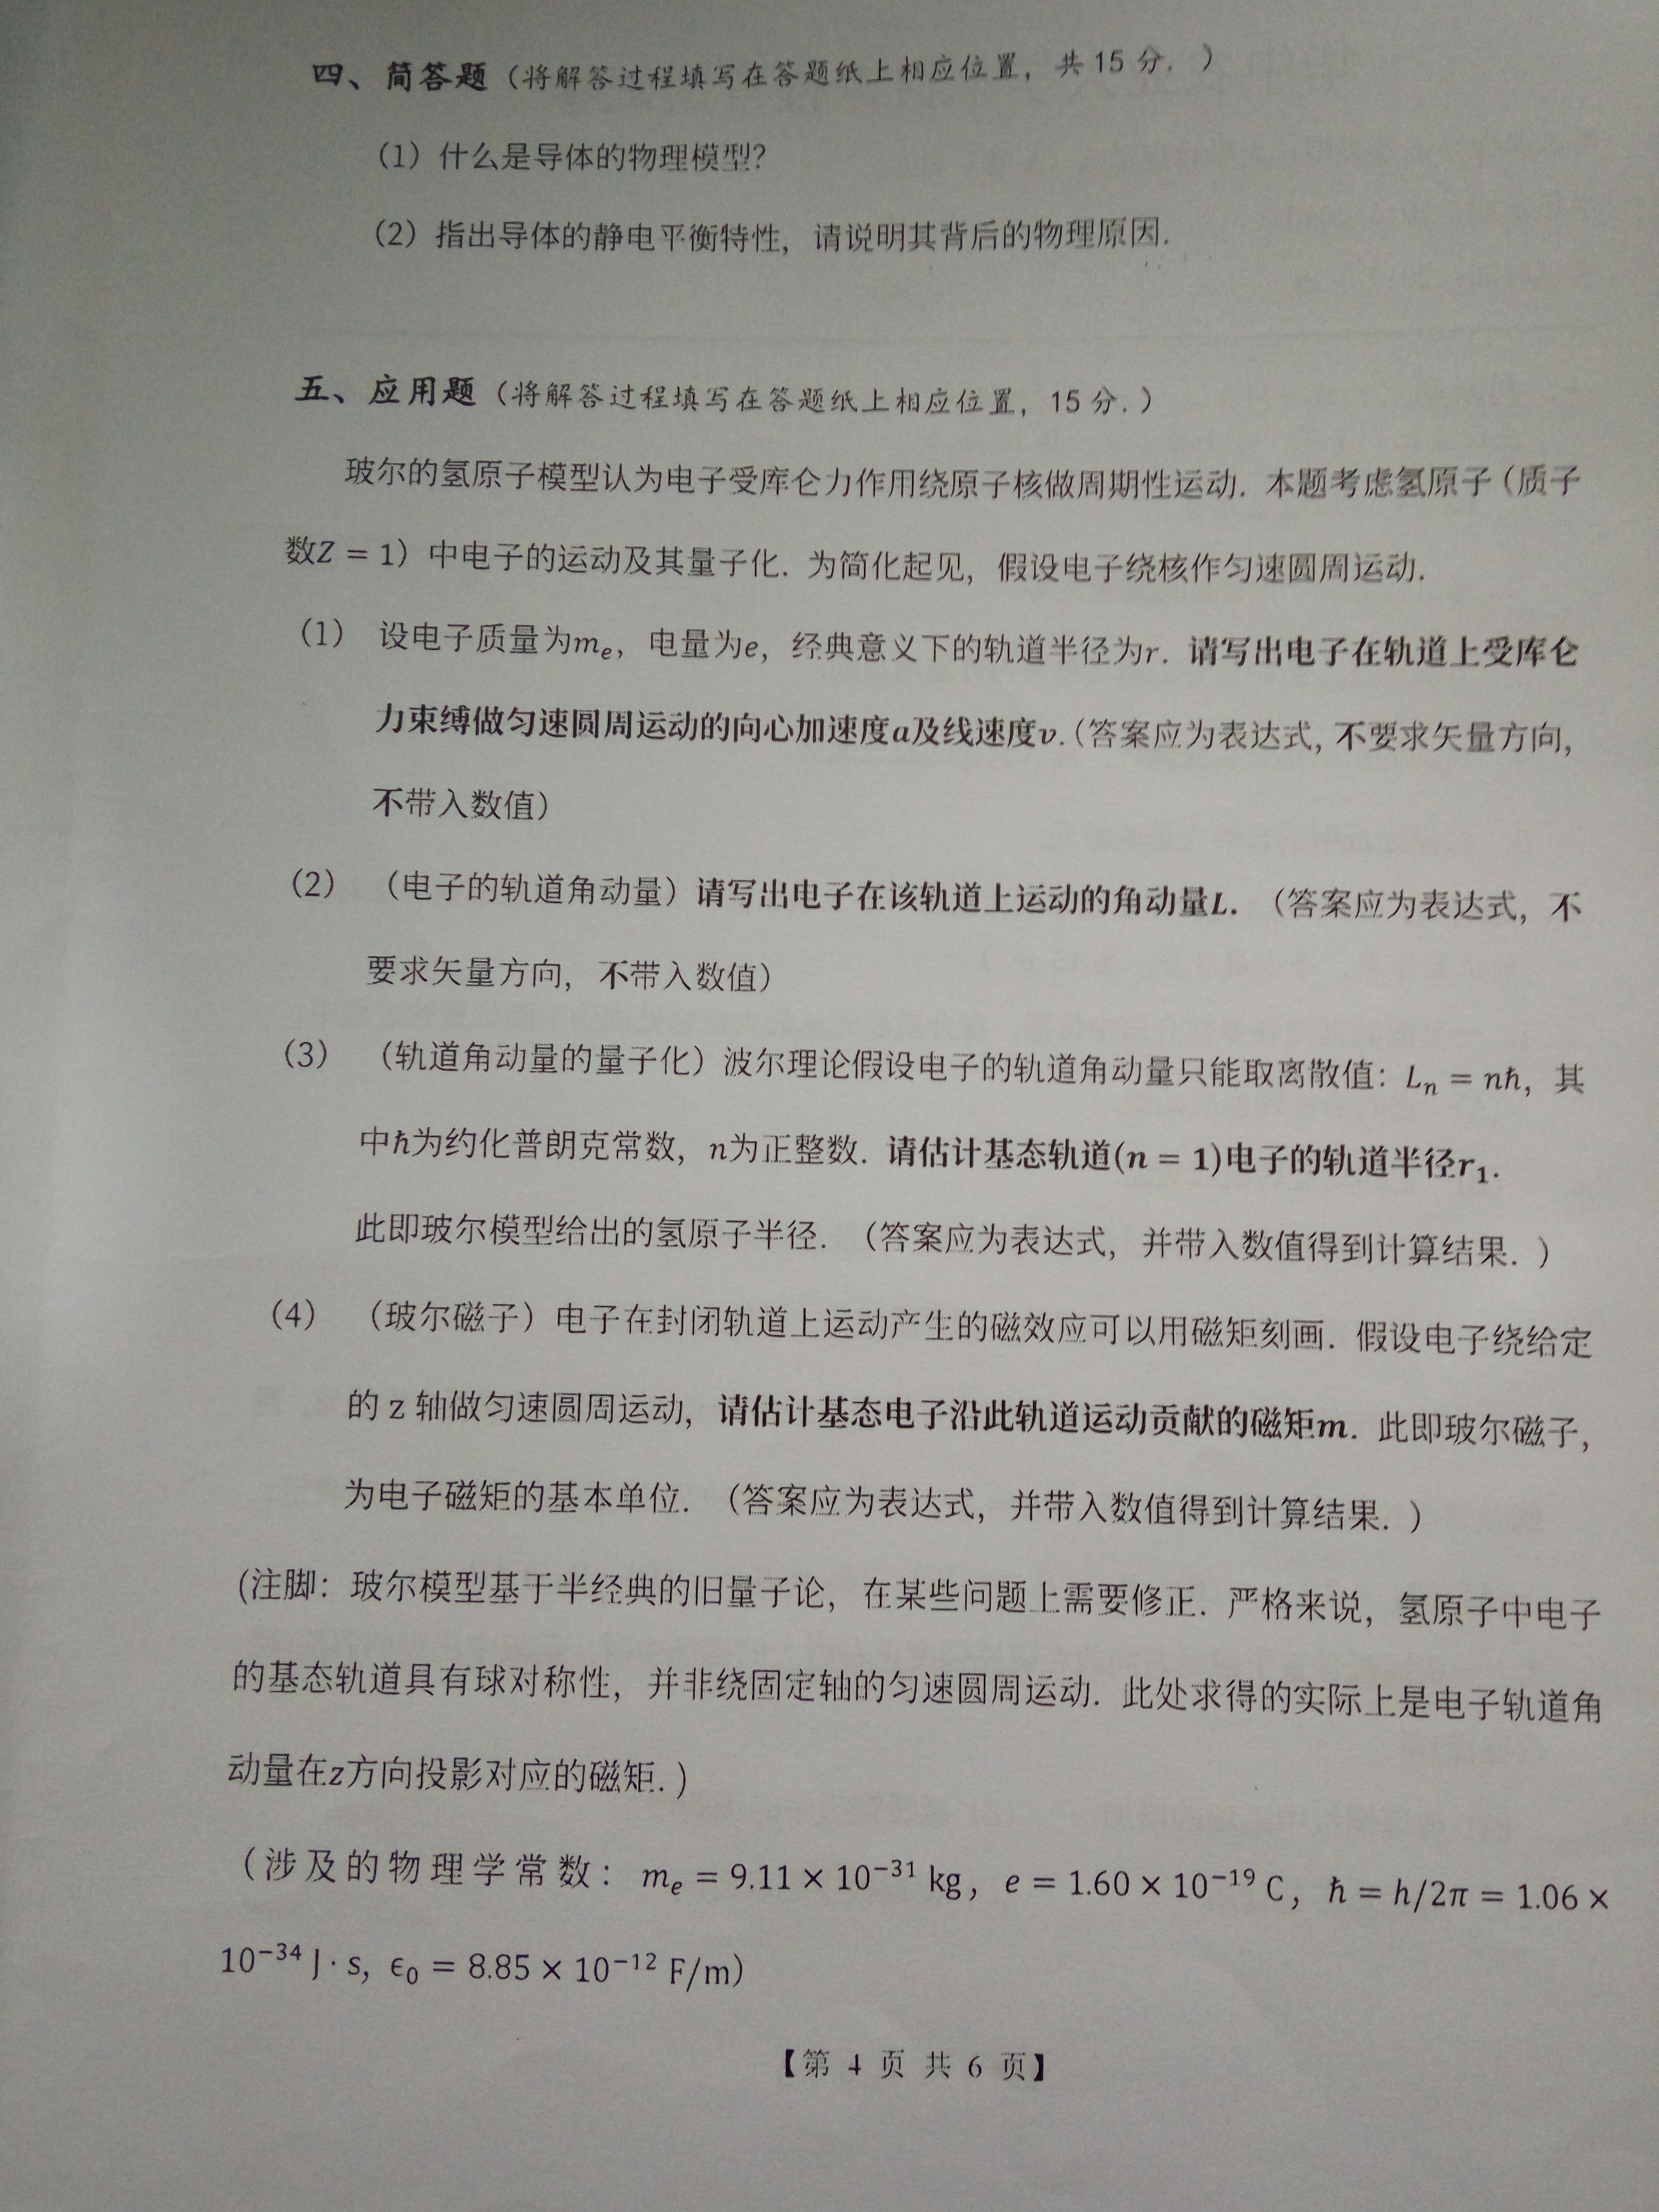 四、简答题（将解答过程填写在答题纸上相应位置，共 15 分．）
（1）什么是导体的物理模型？
（2）指出导体的静电平衡特性，请说明其背后的物理原因．
五、应用题（将解答过程填写在答题纸上相应位置，15 分．）
玻尔的氢原子模型认为电子受库仑力作用绕原子核做周期性运动．本题考虑氢原子（质子
数Z = 1）中电子的运动及其量子化．为简化起见，假设电子绕核作匀速圆周运动．
（1） 设电子质量为mₑ，电量为e，经典意义下的轨道半径为r．请写出电子在轨道上受库仑
力束缚做匀速圆周运动的向心加速度a及线速度v．（答案应为表达式，不要求矢量方向，
不带入数值）
（2） （电子的轨道角动量）请写出电子在该轨道上运动的角动量L．（答案应为表达式，不
要求矢量方向，不带入数值）
（3） （轨道角动量的量子化）波尔理论假设电子的轨道角动量只能取离散值：Lₙ = nħ，其
中ħ为约化普朗克常数，n为正整数．请估计基态轨道(n = 1)电子的轨道半径r₁．
此即玻尔模型给出的氢原子半径．（答案应为表达式，并带入数值得到计算结果．）
（4） （玻尔磁子）电子在封闭轨道上运动产生的磁效应可以用磁矩刻画．假设电子绕给定
的 z 轴做匀速圆周运动，请估计基态电子沿此轨道运动贡献的磁矩m．此即玻尔磁子，
为电子磁矩的基本单位．（答案应为表达式，并带入数值得到计算结果．）
(注脚：玻尔模型基于半经典的旧量子论，在某些问题上需要修正．严格来说，氢原子中电子
的基态轨道具有球对称性，并非绕固定轴的匀速圆周运动．此处求得的实际上是电子轨道角
动量在z方向投影对应的磁矩．)
（涉及的物理学常数：mₑ = 9.11 × 10⁻³¹ kg，e = 1.60 × 10⁻¹⁹ C，ħ = h/2π = 1.06 ×
10⁻³⁴ J · s, ϵ₀ = 8.85 × 10⁻¹² F/m）
【第 4 页 共 6 页】